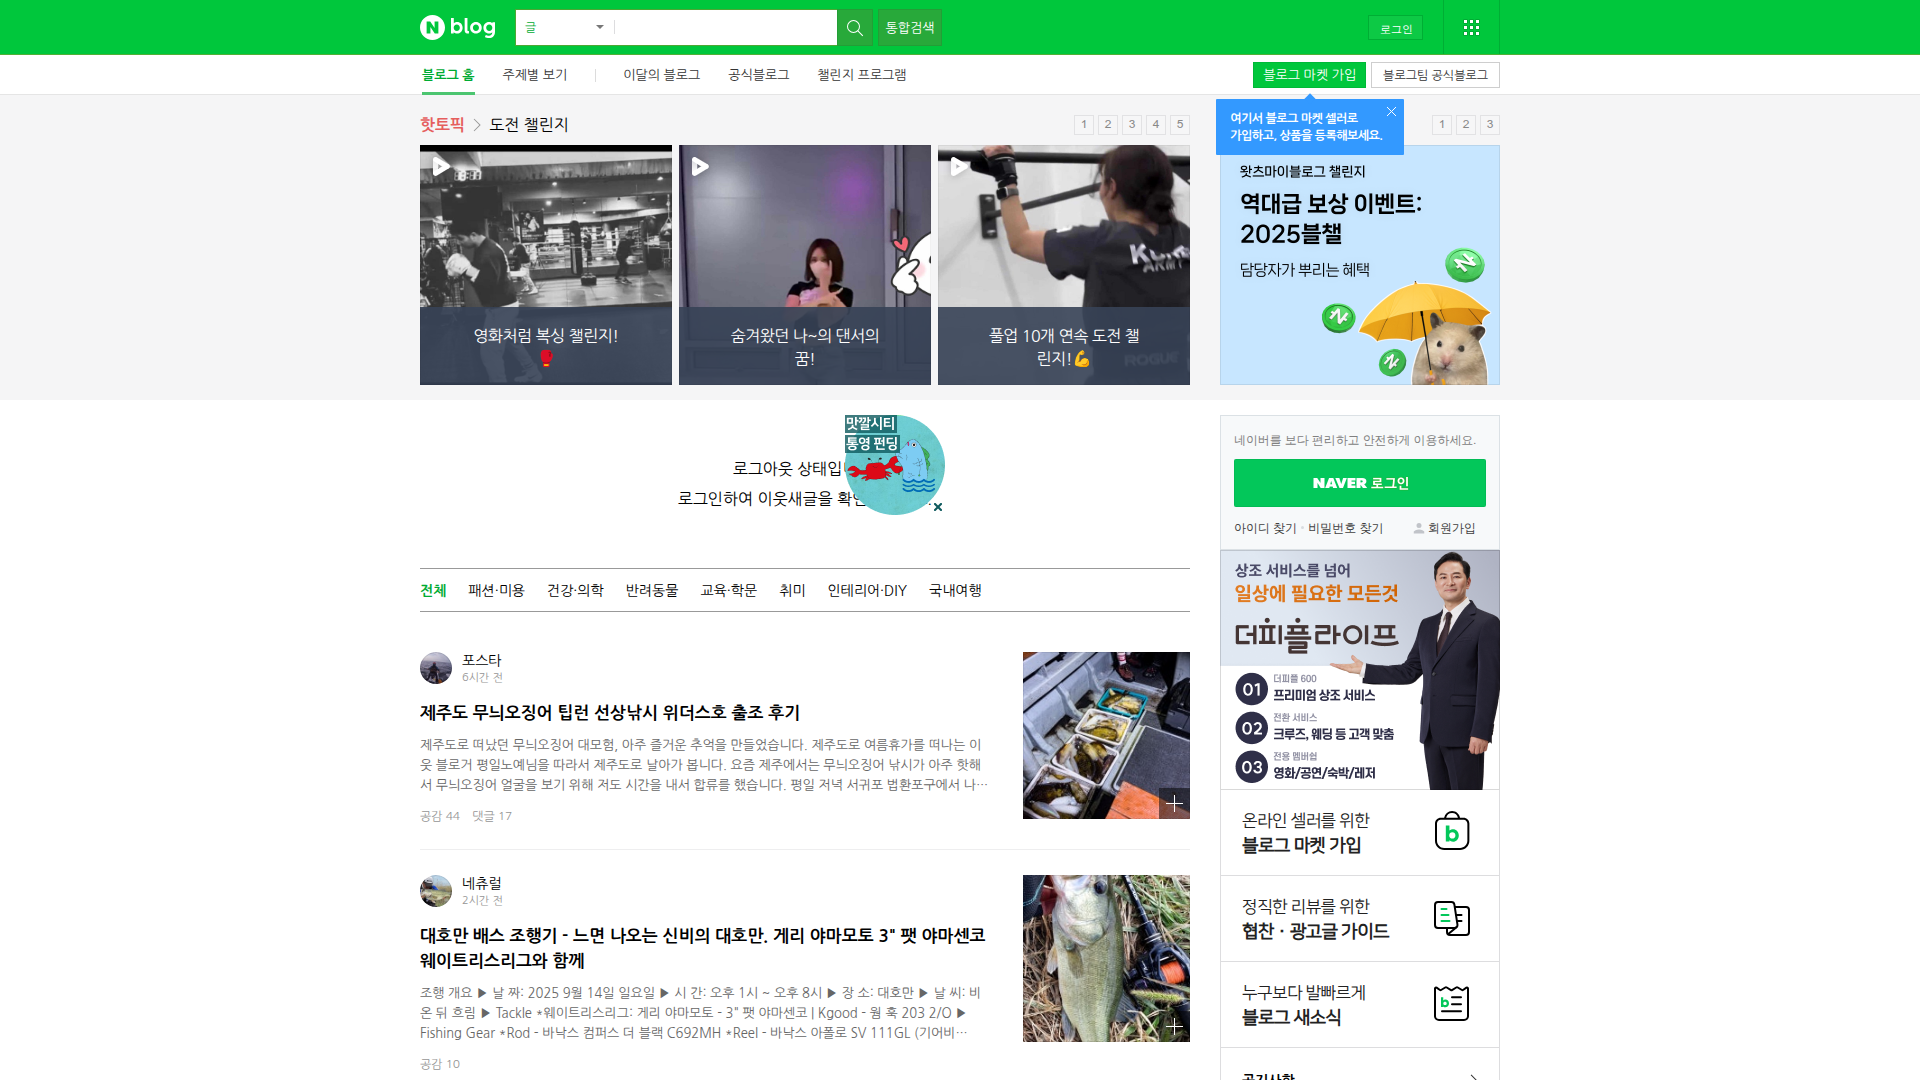 N blog
글
통합검색
로그인
블로그 홈
주제별 보기
이달의 블로그
공식블로그
챌린지 프로그램
블로그 마켓 가입
블로그팀 공식블로그
핫토픽 > 도전 챌린지
1 2 3 4 5
여기서 블로그 마켓 셀러로
가입하고, 상품을 등록해보세요.
1 2 3
영화처럼 복싱 챌린지!
🥊
숨겨왔던 나~의 댄서의
꿈!
KOREA
ARMY
풀업 10개 연속 도전 챌
린지!💪
ROGUE
왓츠마이블로그 챌린지
역대급 보상 이벤트:
2025블챌
담당자가 뿌리는 혜택
맛깔시티
통영 펀딩
로그아웃 상태입
로그인하여 이웃새글을 확
네이버를 보다 편리하고 안전하게 이용하세요.
NAVER 로그인
아이디 찾기 · 비밀번호 찾기
회원가입
전체
패션·미용
건강·의학
반려동물
교육·학문
취미
인테리어·DIY
국내여행
상조 서비스를 넘어
일상에 필요한 모든것
더피플라이프
01 더피플 600
프리미엄 상조 서비스
02 전환 서비스
크루즈, 웨딩 등 고객 맞춤
03 전용 멤버쉽
영화/공연/숙박/레저
포스타
6시간 전
제주도 무늬오징어 팁런 선상낚시 위더스호 출조 후기
제주도로 떠났던 무늬오징어 대모험, 아주 즐거운 추억을 만들었습니다. 제주도로 여름휴가를 떠나는 이
웃 블로거 평일노예님을 따라서 제주도로 날아가 봅니다. 요즘 제주에서는 무늬오징어 낚시가 아주 핫해
서 무늬오징어 얼굴을 보기 위해 저도 시간을 내서 합류를 했습니다. 평일 저녁 서귀포 법환포구에서 나…
공감 44 댓글 17
온라인 셀러를 위한
블로그 마켓 가입
정직한 리뷰를 위한
협찬 · 광고글 가이드
누구보다 발빠르게
블로그 새소식
공지사항
네츄럴
2시간 전
대호만 배스 조행기 - 느면 나오는 신비의 대호만. 게리 야마모토 3" 팻 야마센코
웨이트리스리그와 함께
조행 개요 ▶ 날 짜: 2025 9월 14일 일요일 ▶ 시 간: 오후 1시 ~ 오후 8시 ▶ 장 소: 대호만 ▶ 날 씨: 비
온 뒤 흐림 ▶ Tackle *웨이트리스리그: 게리 야마모토 - 3" 팻 야마센코 | Kgood - 웜 훅 203 2/O ▶
Fishing Gear *Rod - 바낙스 컴퍼스 더 블랙 C692MH *Reel - 바낙스 아폴로 SV 111GL (기어비…
공감 10